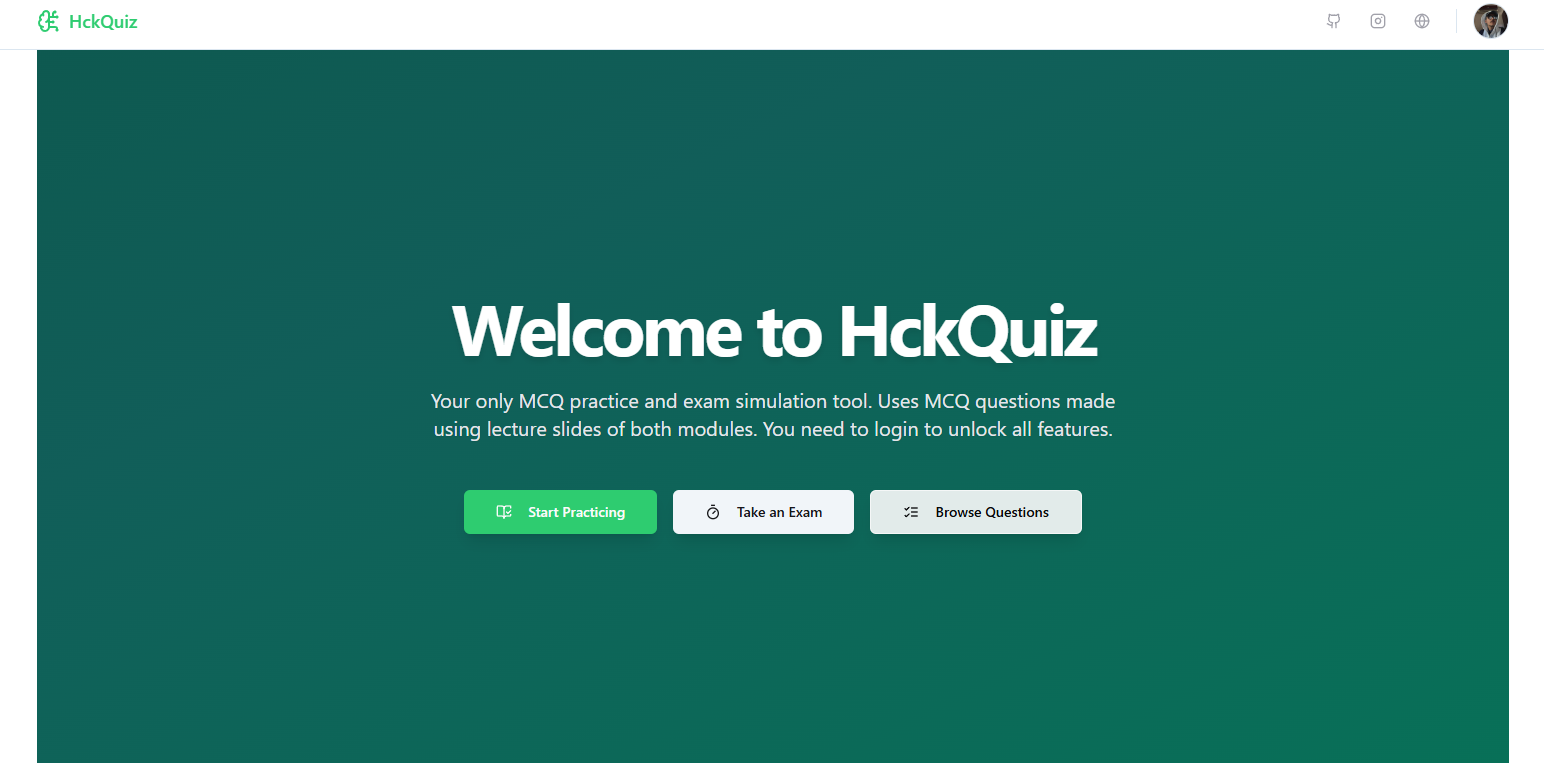 HckQuiz
Welcome to HckQuiz
Your only MCQ practice and exam simulation tool. Uses MCQ questions made
using lecture slides of both modules. You need to login to unlock all features.
Start Practicing
Take an Exam
Browse Questions